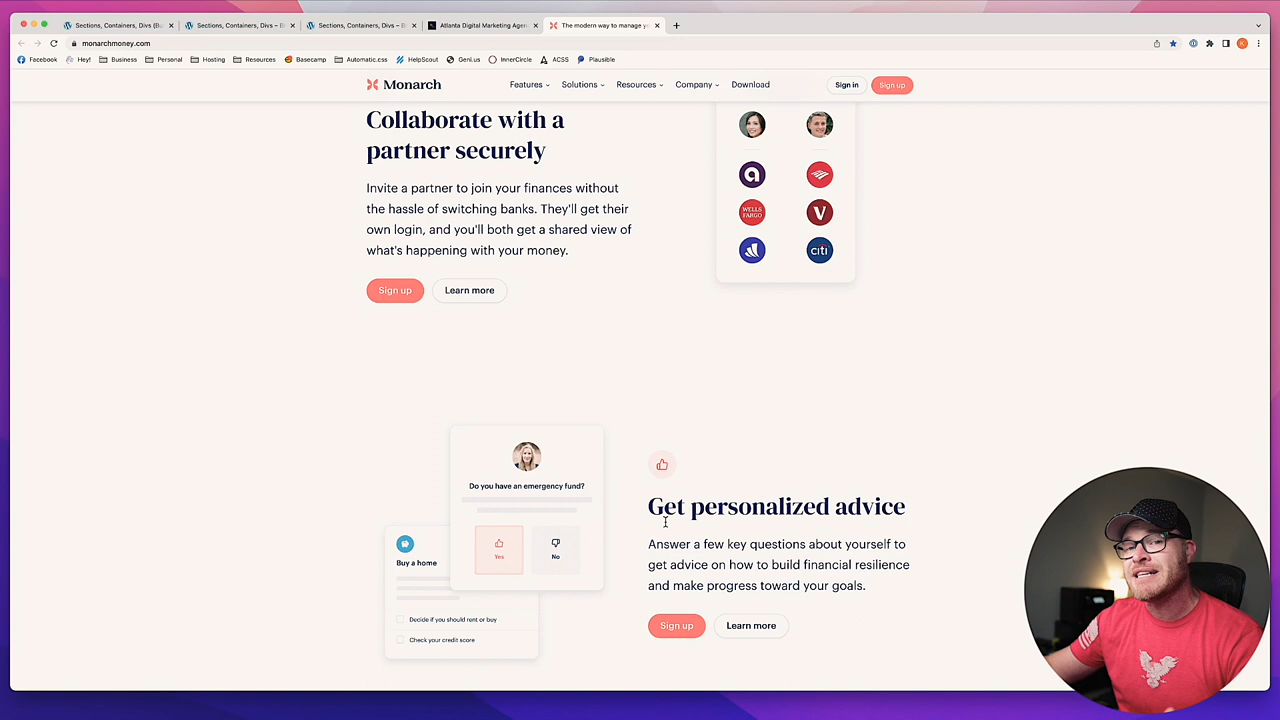 Sections, Containers, Divs (Bu
Sections, Containers, Divs – B
Sections, Containers, Divs – B
Atlanta Digital Marketing Agen
The modern way to manage yo
monarchmoney.com
K
Facebook
Hey!
Business
Personal
Hosting
Resources
Basecamp
Automatic.css
HelpScout
Geni.us
InnerCircle
ACSS
Plausible
Monarch
Features
Solutions
Resources
Company
Download
Sign in
Sign up
Collaborate with a
partner securely
Invite a partner to join your finances without
the hassle of switching banks. They'll get their
own login, and you'll both get a shared view of
what's happening with your money.
Sign up
Learn more
a
WELLS
FARGO
V
citi
Do you have an emergency fund?
Yes
No
Buy a home
Decide if you should rent or buy
Check your credit score
Get personalized advice
Answer a few key questions about yourself to
get advice on how to build financial resilience
and make progress toward your goals.
Sign up
Learn more